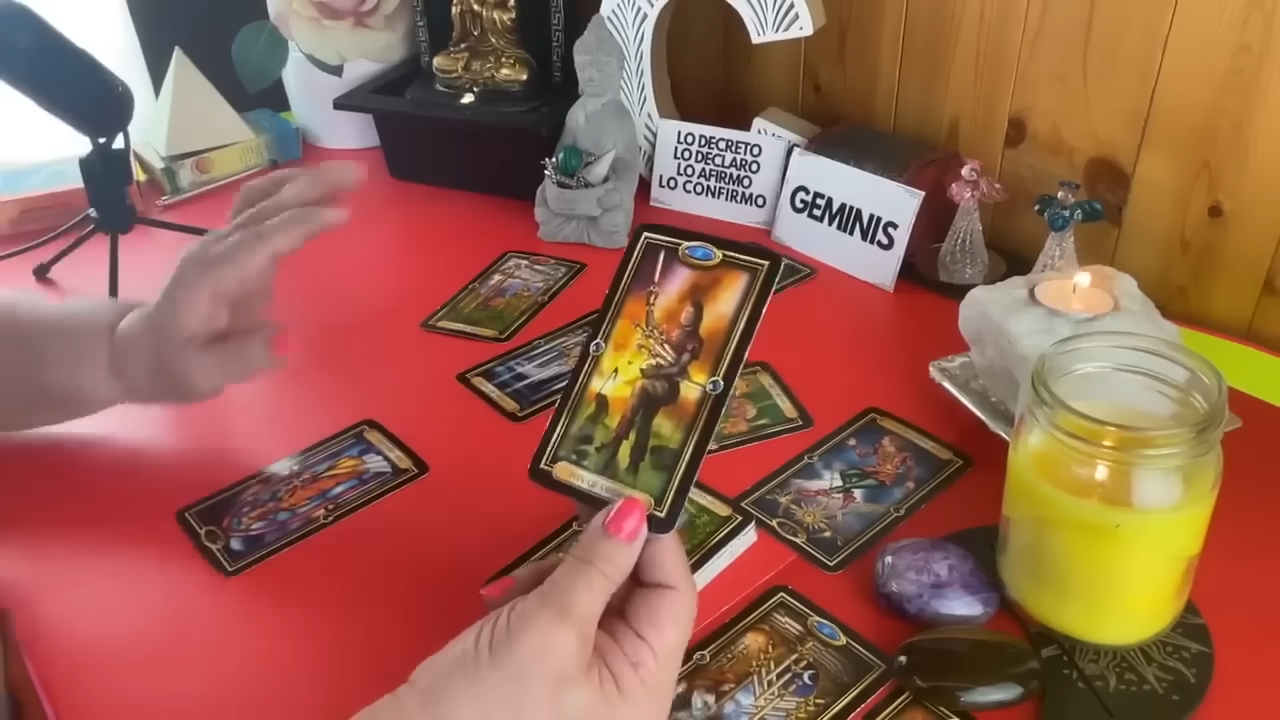 LO DECRETO
LO DECLARO
LO AFIRMO
LO CONFIRMO
GEMINIS